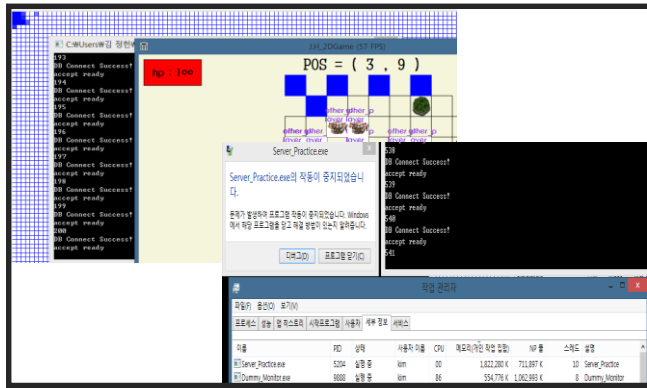 C:₩Users₩김 정현₩
JJH_2DGame (57 FPS)
193
DB Connect Success!
accept ready
194
DB Connect Success!
accept ready
195
DB Connect Success!
accept ready
196
DB Connect Success!
accept ready
197
DB Connect Success!
accept ready
198
DB Connect Success!
accept ready
199
DB Connect Success!
accept ready
200
DB Connect Success!
accept ready
hp : 100
POS = ( 3 , 9 )
other
layer
other
Server_Practice.exe
Server_Practice.exe의 작동이 중지되었습니
다.
문제가 발생하여 프로그램 작동이 중지되었습니다. Windows
에서 해당 프로그램을 닫고 해결 방법이 있는지 알려줍니다.
디버그(D)
프로그램 닫기(C)
538
DB Connect Success!
accept ready
539
DB Connect Success!
accept ready
540
DB Connect Success!
accept ready
541
작업 관리자
파일(F) 옵션(O) 보기(V)
프로세스 성능 앱 히스토리 시작프로그램 사용자 세부 정보 서비스
이름 PID 상태 사용자 이름 CPU 메모리(개인 작업 집합) NP 풀 스레드 설명
Server_Practice.exe 5204 실행 중 kim 00 1,822,280 K 711,897 K 10 Server_Practice
Dummy_Monitor.exe 9888 실행 중 kim 86 554,776 K 1,062,993 K 8 Dummy_Monitor